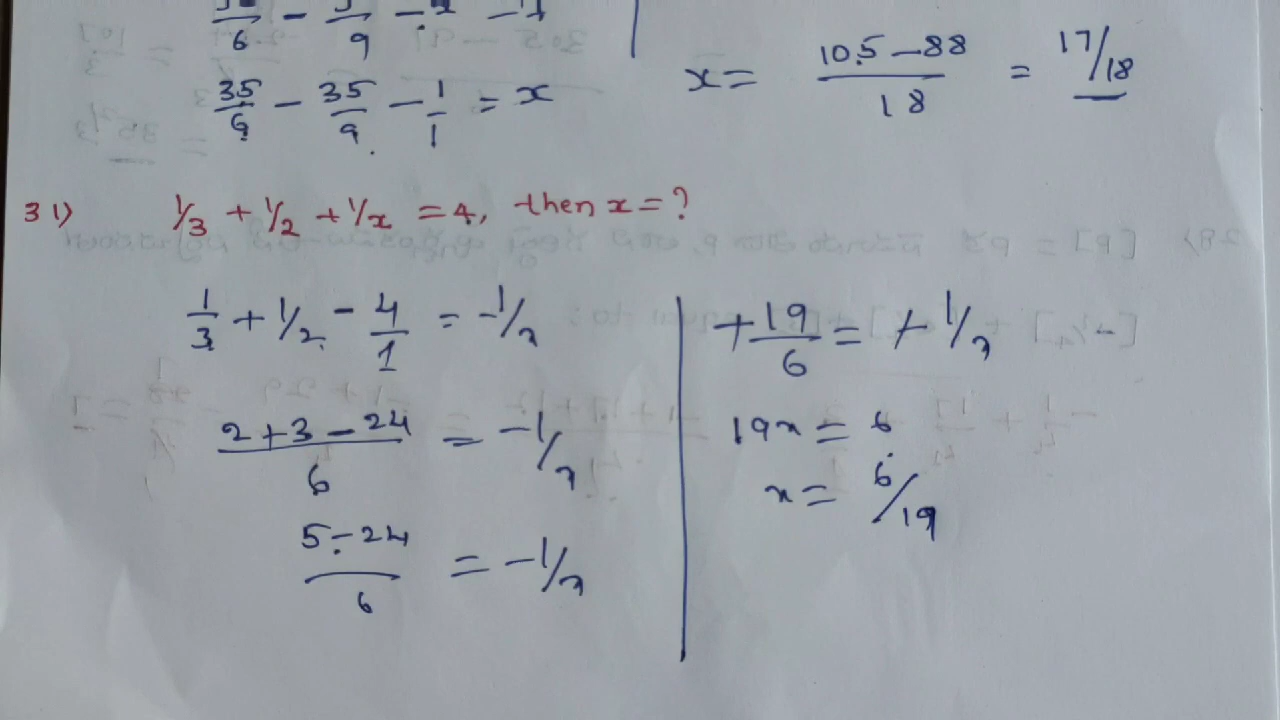 35/6 - 35/9 - 1/1 = x
x = 105 - 88 / 18 = 17/18
31) 1/3 + 1/2 + 1/x = 4, then x = ?
1/3 + 1/2 - 4/1 = -1/x
2 + 3 - 24 / 6 = -1/x
5 - 24 / 6 = -1/x
+ 19/6 = + 1/x
19x = 6
x = 6/19